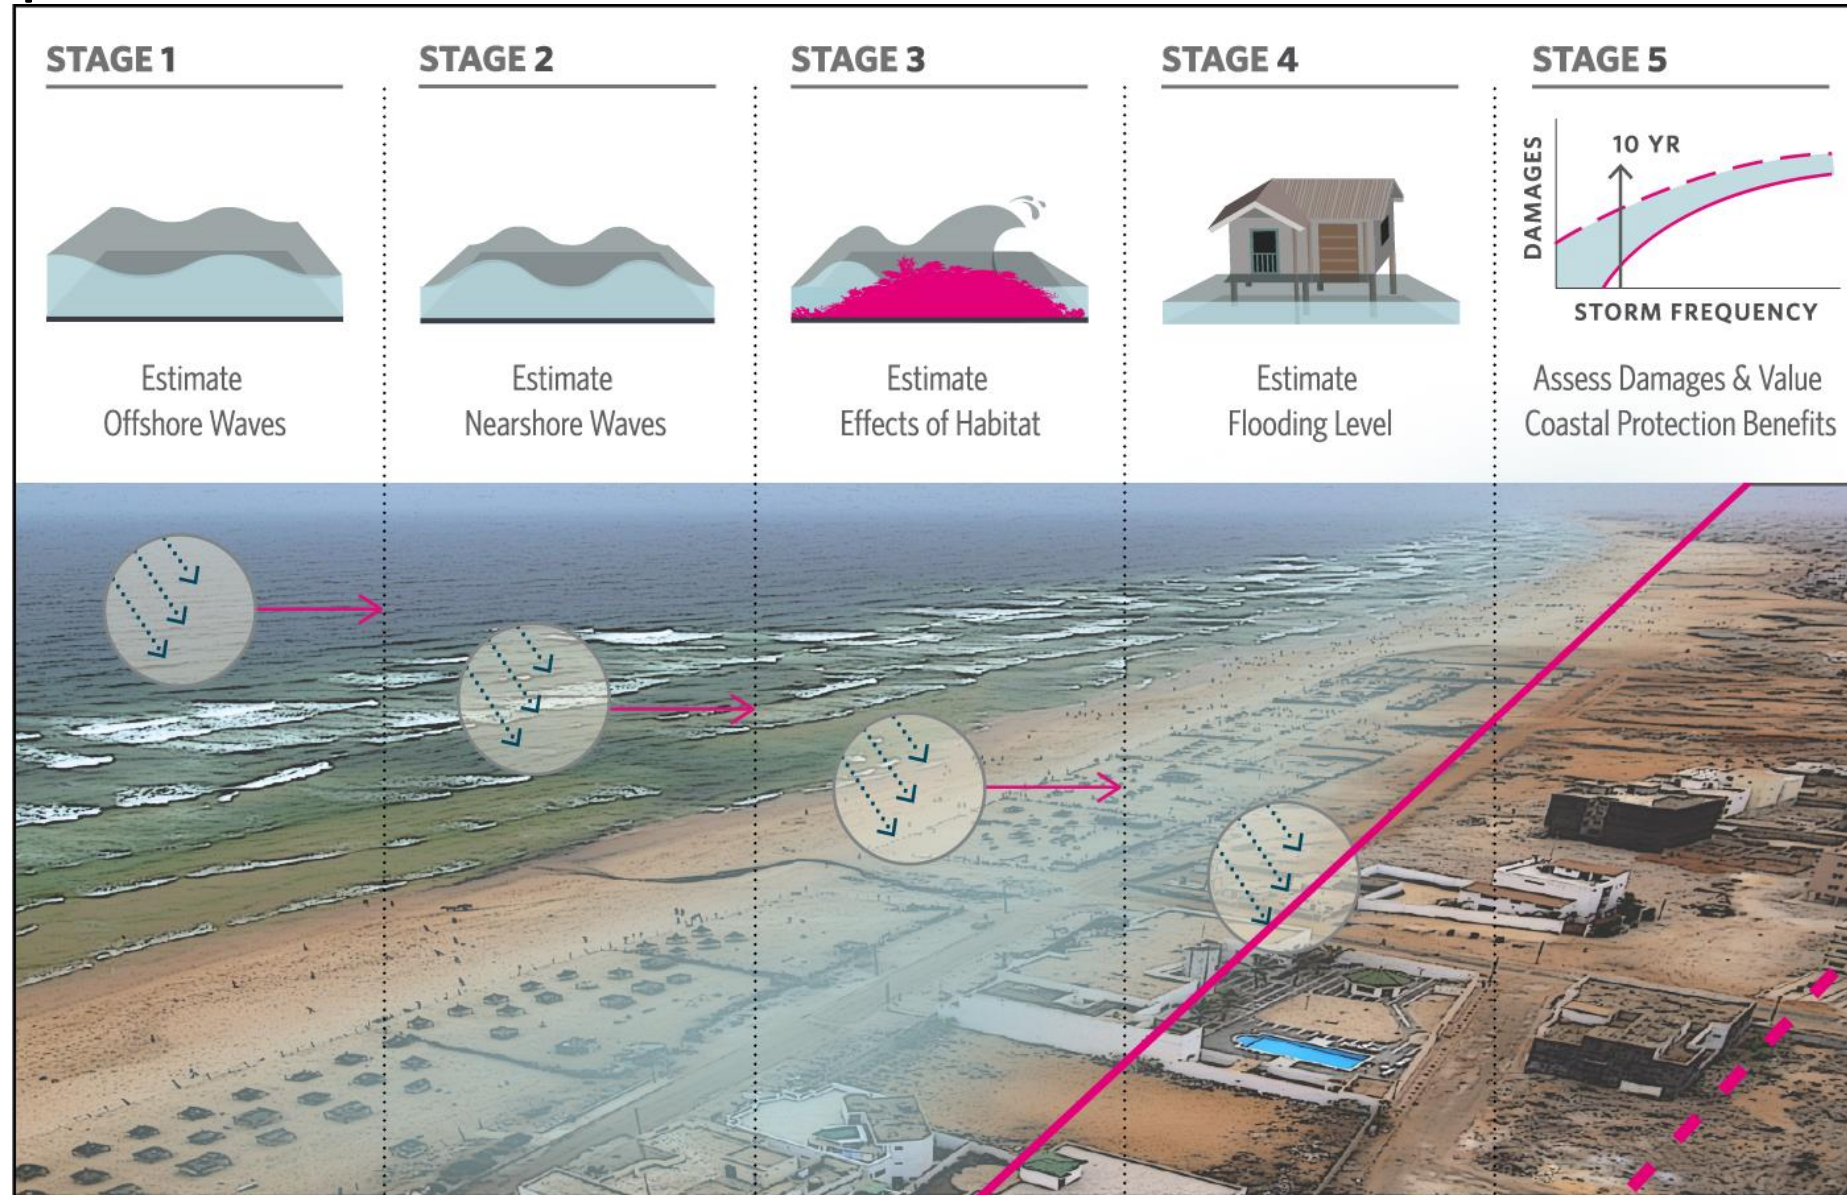 STAGE 1
Estimate
Offshore Waves
STAGE 2
Estimate
Nearshore Waves
STAGE 3
Estimate
Effects of Habitat
STAGE 4
Estimate
Flooding Level
STAGE 5
DAMAGES
10 YR
STORM FREQUENCY
Assess Damages & Value
Coastal Protection Benefits